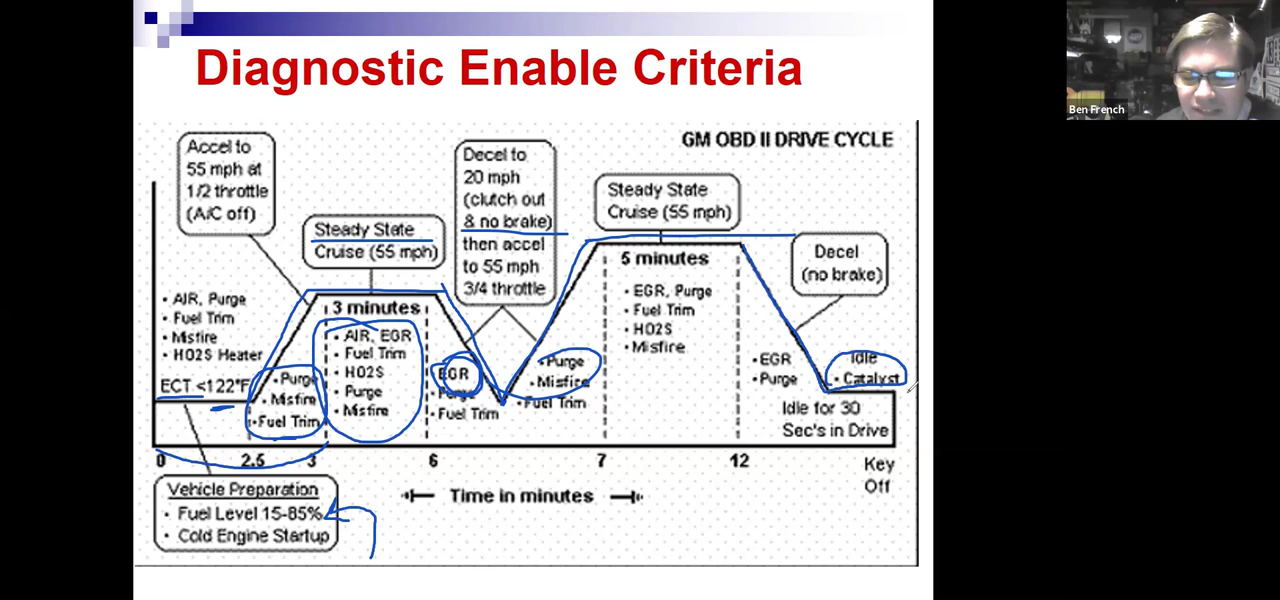 Diagnostic Enable Criteria
Ben French
GM OBD II DRIVE CYCLE
Accel to
55 mph at
1/2 throttle
(A/C off)
Steady State
Cruise (55 mph)
Decel to
20 mph
(clutch out
& no brake)
then accel
to 55 mph
3/4 throttle
Steady State
Cruise (55 mph)
Decel
(no brake)
• AIR, Purge
• Fuel Trim
• Misfire
• HO2S Heater
ECT <122°F
• Purge
• Misfire
• Fuel Trim
3 minutes
• AIR, EGR
• Fuel Trim
• HO2S
• Purge
• Misfire
EGR
• Purge
• Fuel Trim
• Purge
• Misfire
• Fuel Trim
5 minutes
• EGR, Purge
• Fuel Trim
• HO2S
• Misfire
• EGR
• Purge
Idle
• Catalyst
Idle for 30
Sec's in Drive
0 2.5 3 6 7 12 Key
Off
Time in minutes
Vehicle Preparation
• Fuel Level 15-85%
• Cold Engine Startup